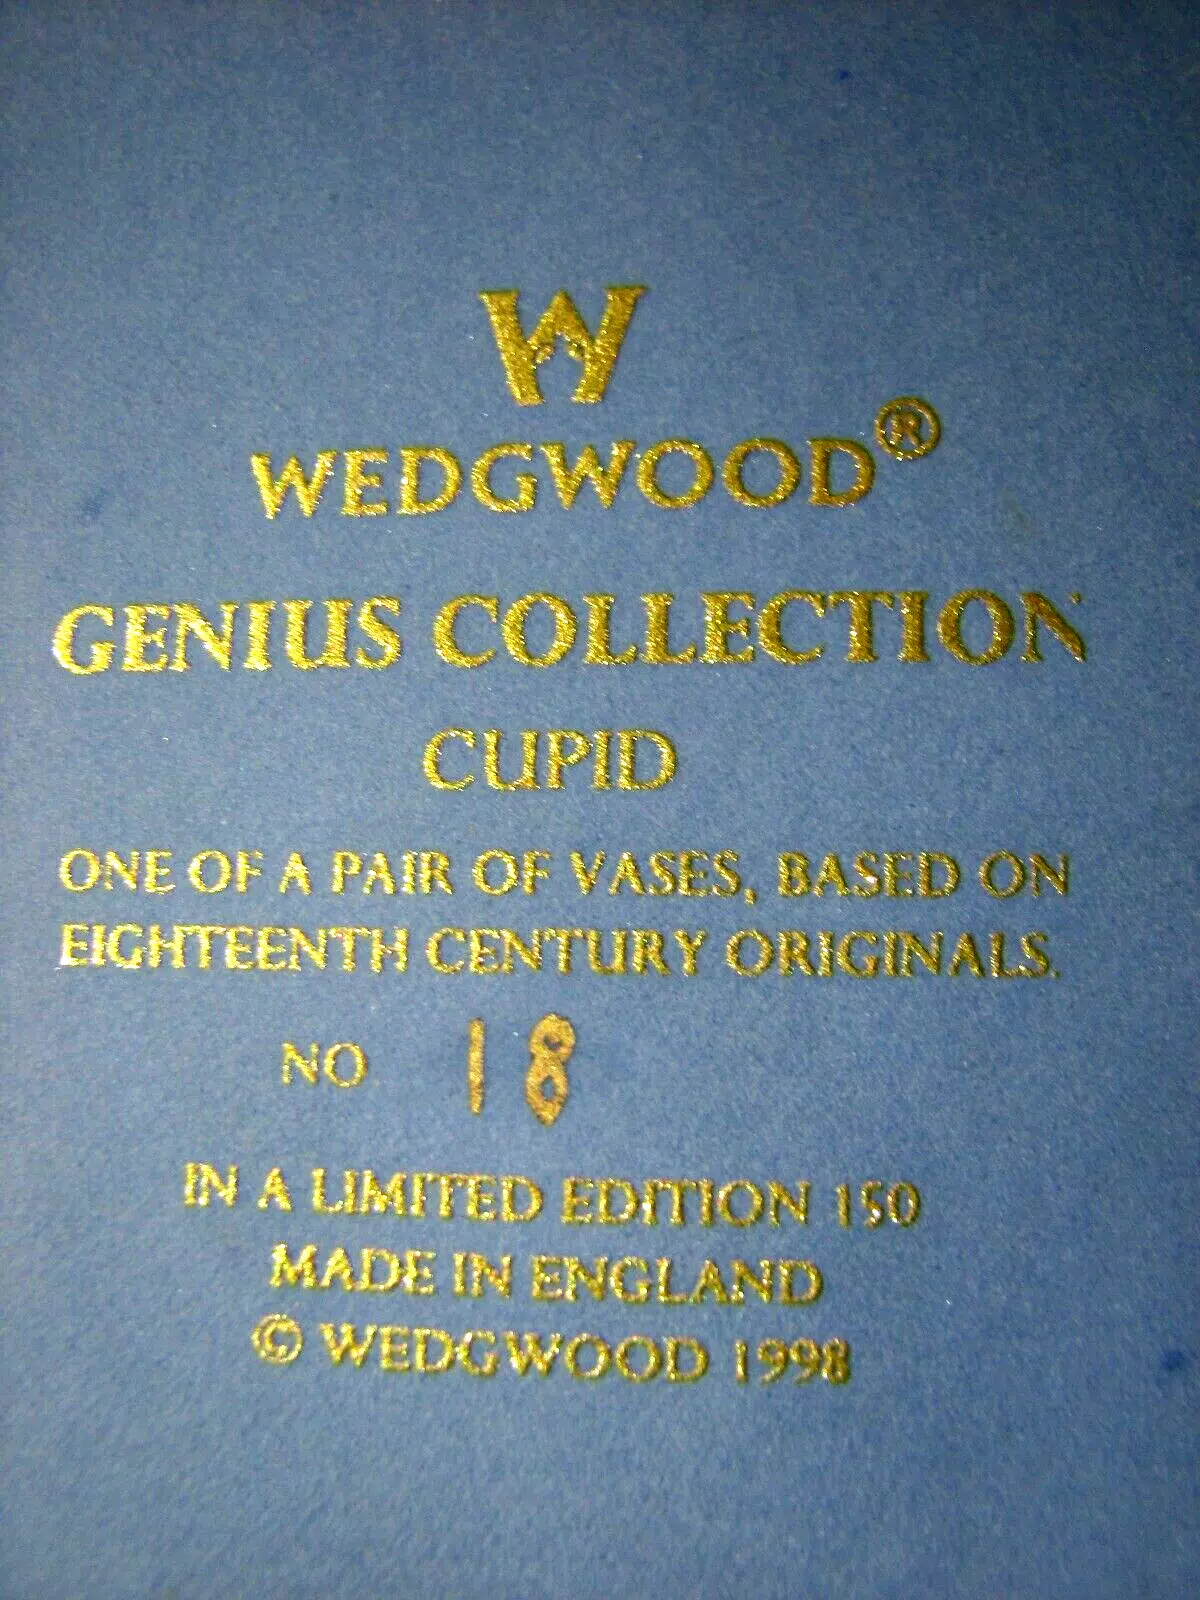 W
WEDGWOOD®
GENIUS COLLECTION
CUPID
ONE OF A PAIR OF VASES, BASED ON
EIGHTEENTH CENTURY ORIGINALS.
NO 18
IN A LIMITED EDITION 150
MADE IN ENGLAND
© WEDGWOOD 1998